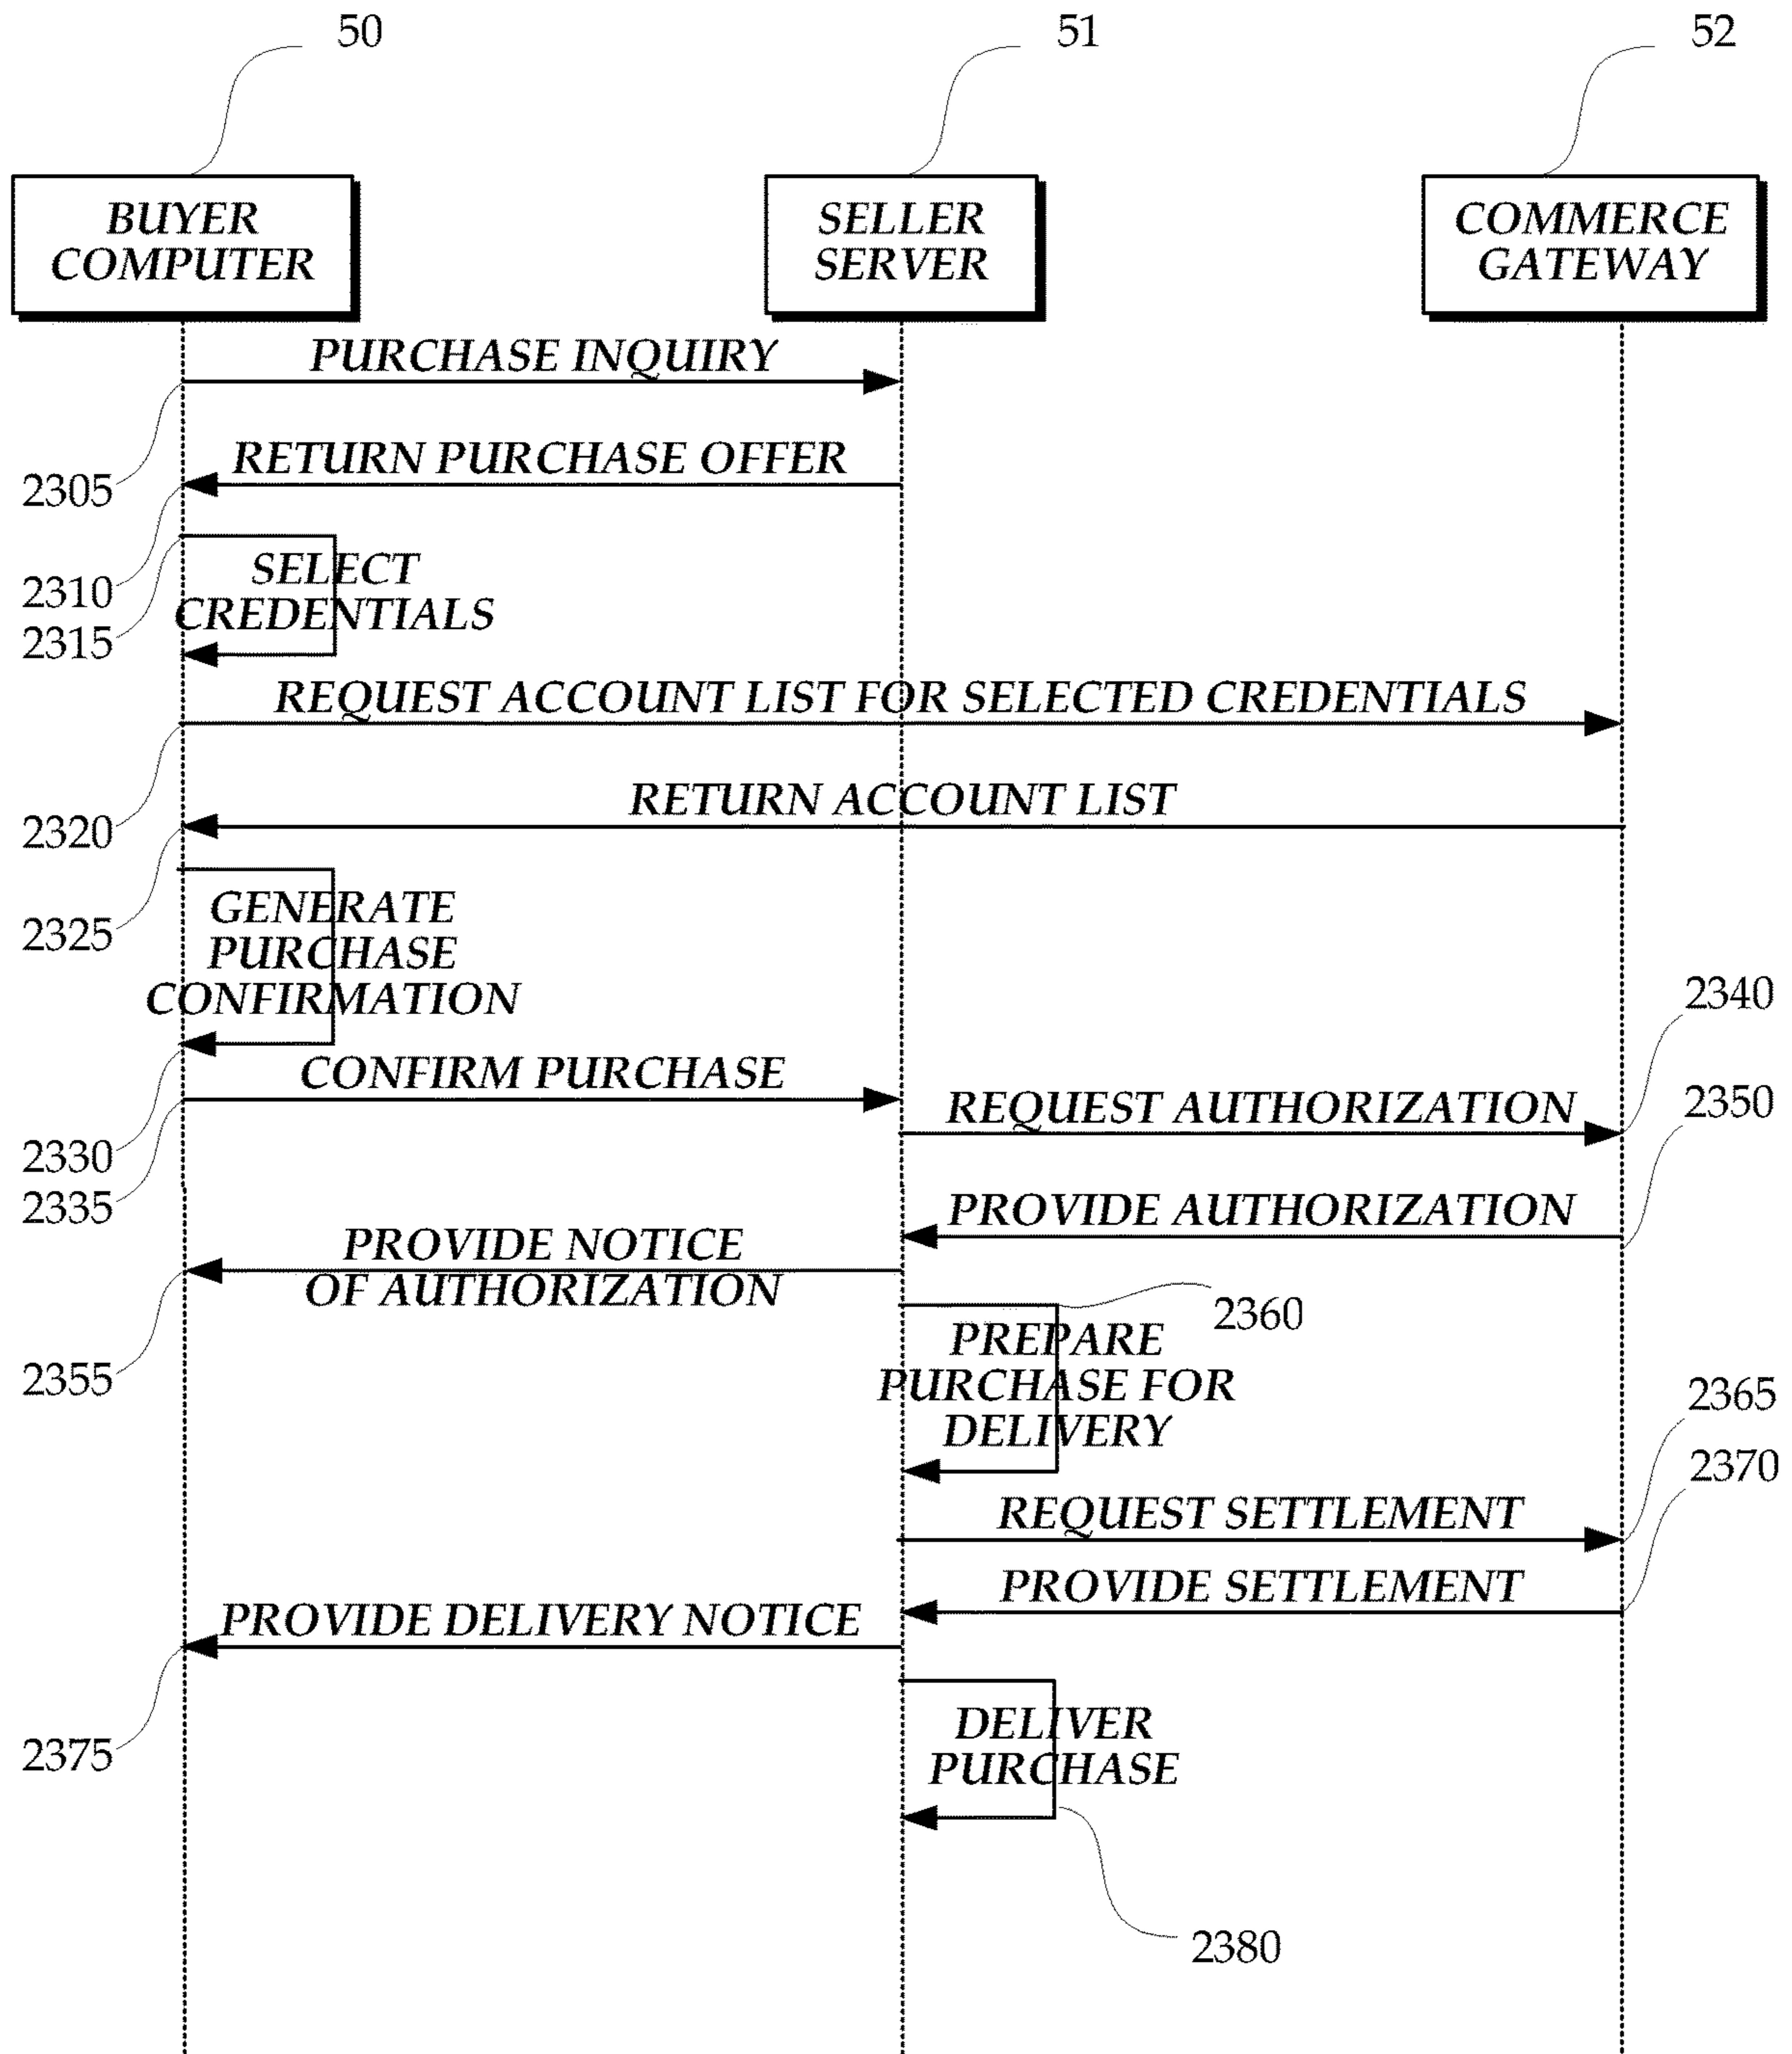 50
51
52
BUYER
COMPUTER
SELLER
SERVER
COMMERCE
GATEWAY
PURCHASE INQUIRY
2305
RETURN PURCHASE OFFER
2310
SELECT
CREDENTIALS
2315
REQUEST ACCOUNT LIST FOR SELECTED CREDENTIALS
2320
RETURN ACCOUNT LIST
2325
GENERATE
PURCHASE
CONFIRMATION
2330
CONFIRM PURCHASE
2335
REQUEST AUTHORIZATION
2340
PROVIDE AUTHORIZATION
2350
PROVIDE NOTICE
OF AUTHORIZATION
2355
2360
PREPARE
PURCHASE FOR
DELIVERY
REQUEST SETTLEMENT
2365
PROVIDE SETTLEMENT
2370
PROVIDE DELIVERY NOTICE
2375
DELIVER
PURCHASE
2380